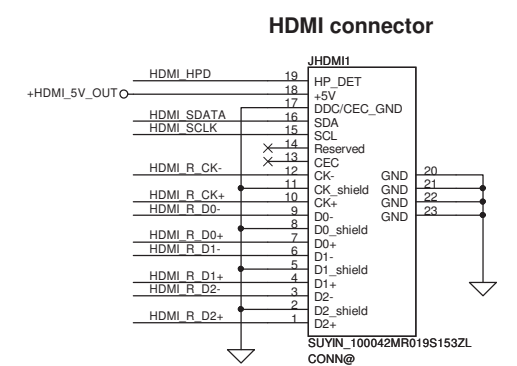 HDMI connector
JHDMI1
HDMI_HPD 19 HP_DET
+HDMI_5V_OUT 18 +5V
17 DDC/CEC_GND
HDMI_SDATA 16 SDA
HDMI_SCLK 15 SCL
14 Reserved
13 CEC
HDMI_R_CK- 12 CK- GND 20
11 CK_shield GND 21
HDMI_R_CK+ 10 CK+ GND 22
HDMI_R_D0- 9 D0- GND 23
8 D0_shield
HDMI_R_D0+ 7 D0+
HDMI_R_D1- 6 D1-
5 D1_shield
HDMI_R_D1+ 4 D1+
HDMI_R_D2- 3 D2-
2 D2_shield
HDMI_R_D2+ 1 D2+
SUYIN_100042MR019S153ZL
CONN@